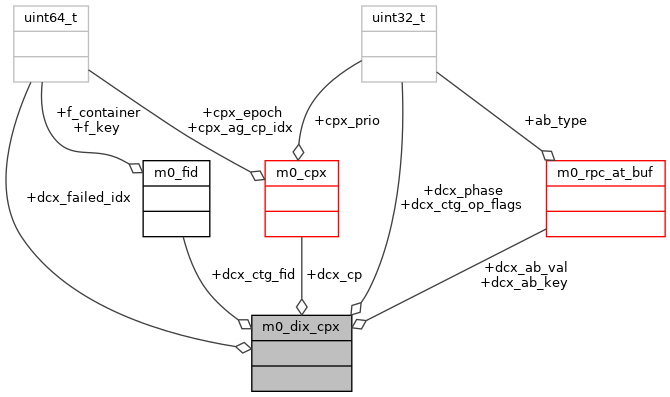 uint64_t
uint32_t
+f_container
+f_key
+cpx_epoch
+cpx_ag_cp_idx
+cpx_prio
+ab_type
m0_fid
m0_cpx
m0_rpc_at_buf
+dcx_failed_idx
+dcx_phase
+dcx_ctg_op_flags
+dcx_ctg_fid
+dcx_cp
+dcx_ab_val
+dcx_ab_key
m0_dix_cpx